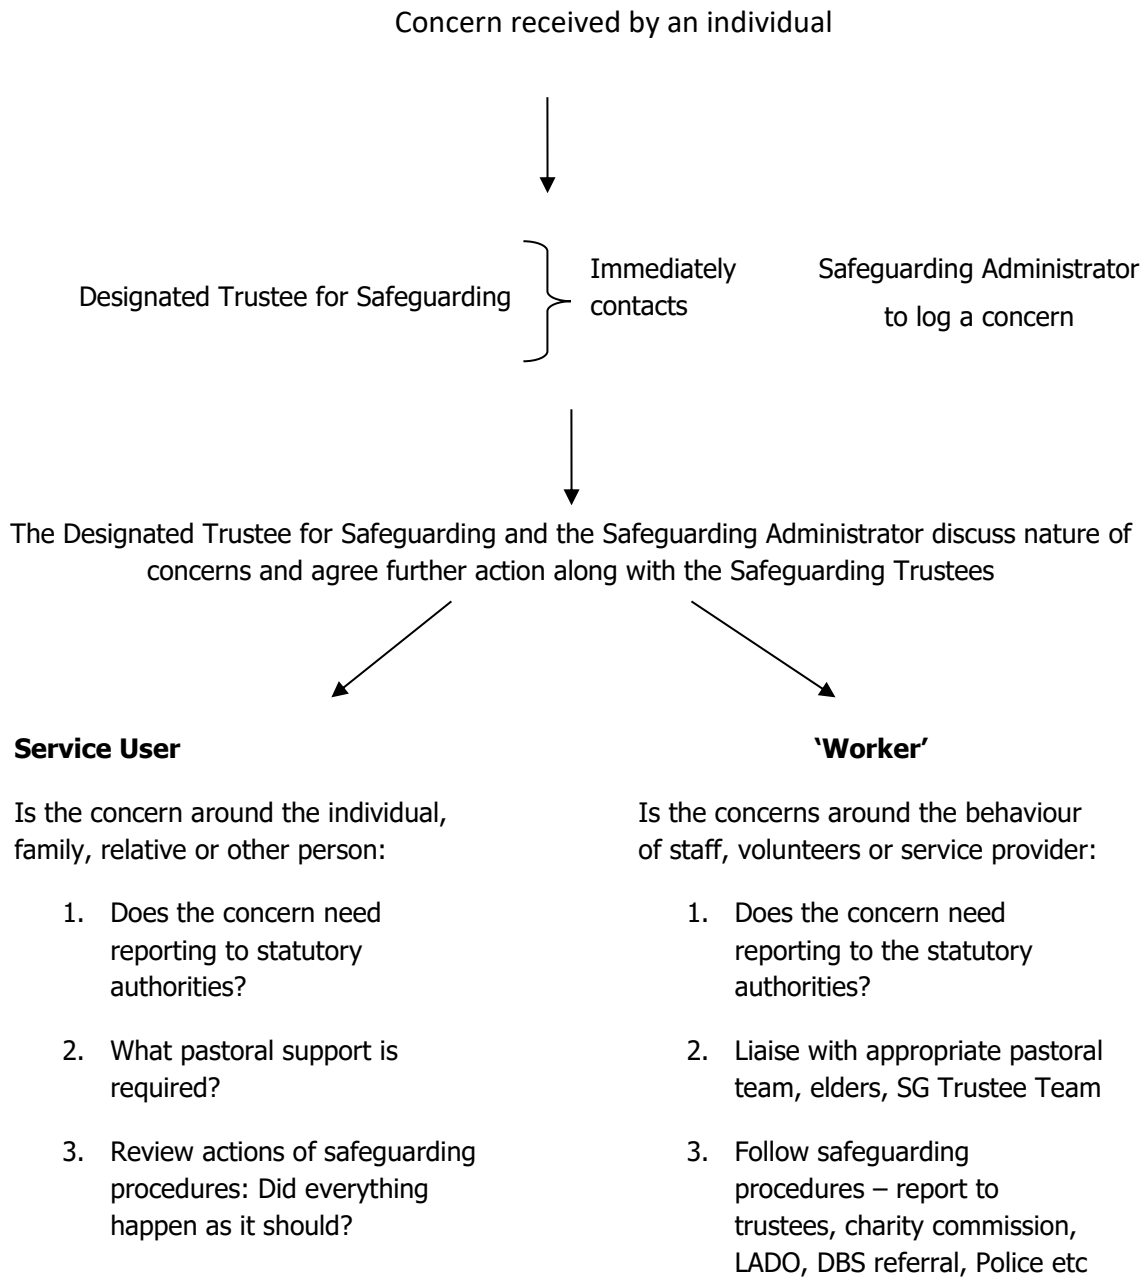 Concern received by an individual
Designated Trustee for Safeguarding
Immediately
contacts
Safeguarding Administrator
to log a concern
The Designated Trustee for Safeguarding and the Safeguarding Administrator discuss nature of
concerns and agree further action along with the Safeguarding Trustees
Service User
Is the concern around the individual,
family, relative or other person:
1. Does the concern need
reporting to statutory
authorities?
2. What pastoral support is
required?
3. Review actions of safeguarding
procedures: Did everything
happen as it should?
‘Worker’
Is the concerns around the behaviour
of staff, volunteers or service provider:
1. Does the concern need
reporting to the statutory
authorities?
2. Liaise with appropriate pastoral
team, elders, SG Trustee Team
3. Follow safeguarding
procedures – report to
trustees, charity commission,
LADO, DBS referral, Police etc